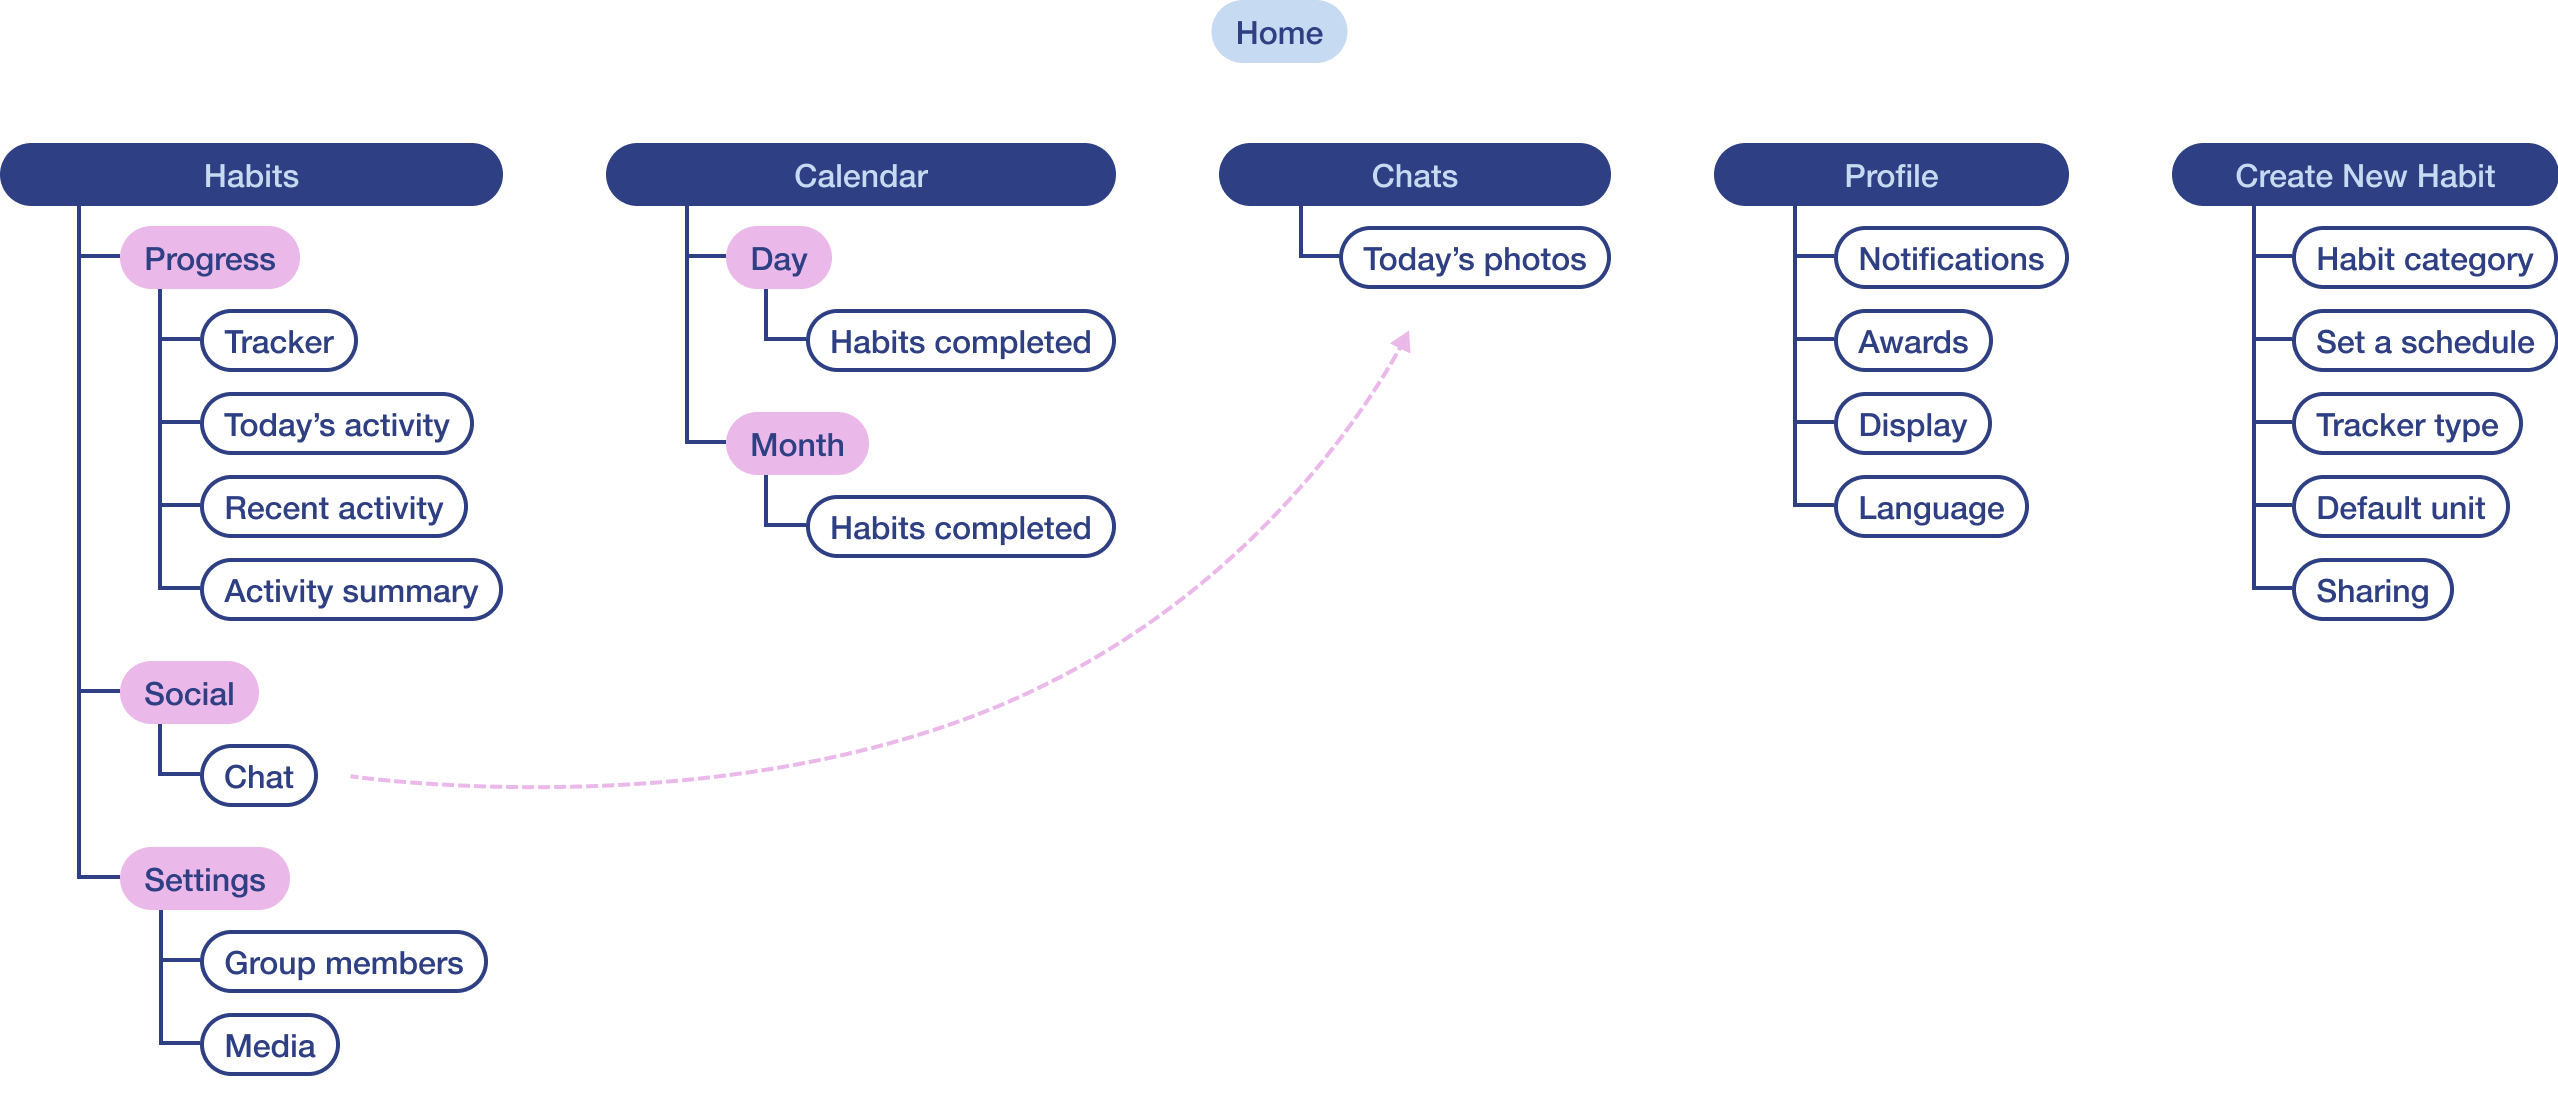 Home
Habits
Progress
Tracker
Today’s activity
Recent activity
Activity summary
Social
Chat
Settings
Group members
Media
Calendar
Day
Habits completed
Month
Habits completed
Chats
Today’s photos
Profile
Notifications
Awards
Display
Language
Create New Habit
Habit category
Set a schedule
Tracker type
Default unit
Sharing